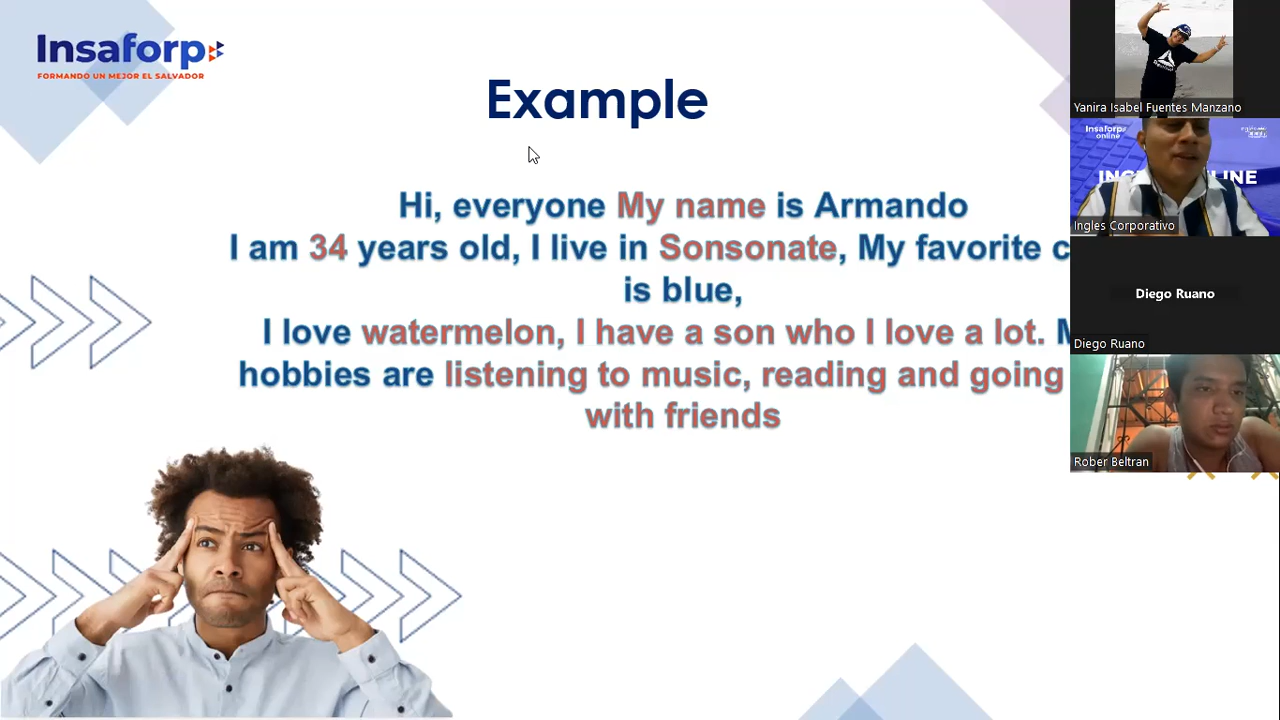 Insaforp
FORMANDO UN MEJOR EL SALVADOR
Example
Hi, everyone My name is Armando
I am 34 years old, I live in Sonsonate, My favorite
is blue,
I love watermelon, I have a son who I love a lot.
hobbies are listening to music, reading and going
with friends
Yanira Isabel Fuentes Manzano
Insaforp
online
Ingles Corporativo
Diego Ruano
Diego Ruano
Rober Beltran